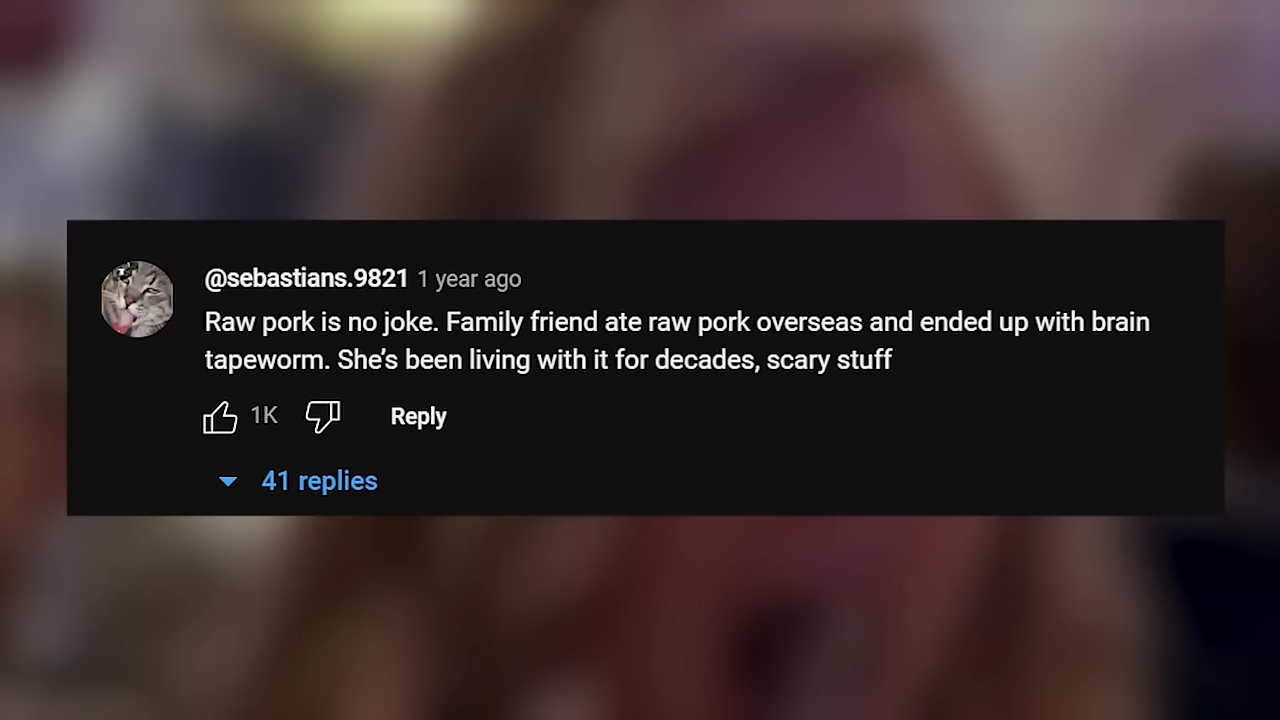 @sebastians.9821 1 year ago
Raw pork is no joke. Family friend ate raw pork overseas and ended up with brain
tapeworm. She’s been living with it for decades, scary stuff
1K Reply
41 replies